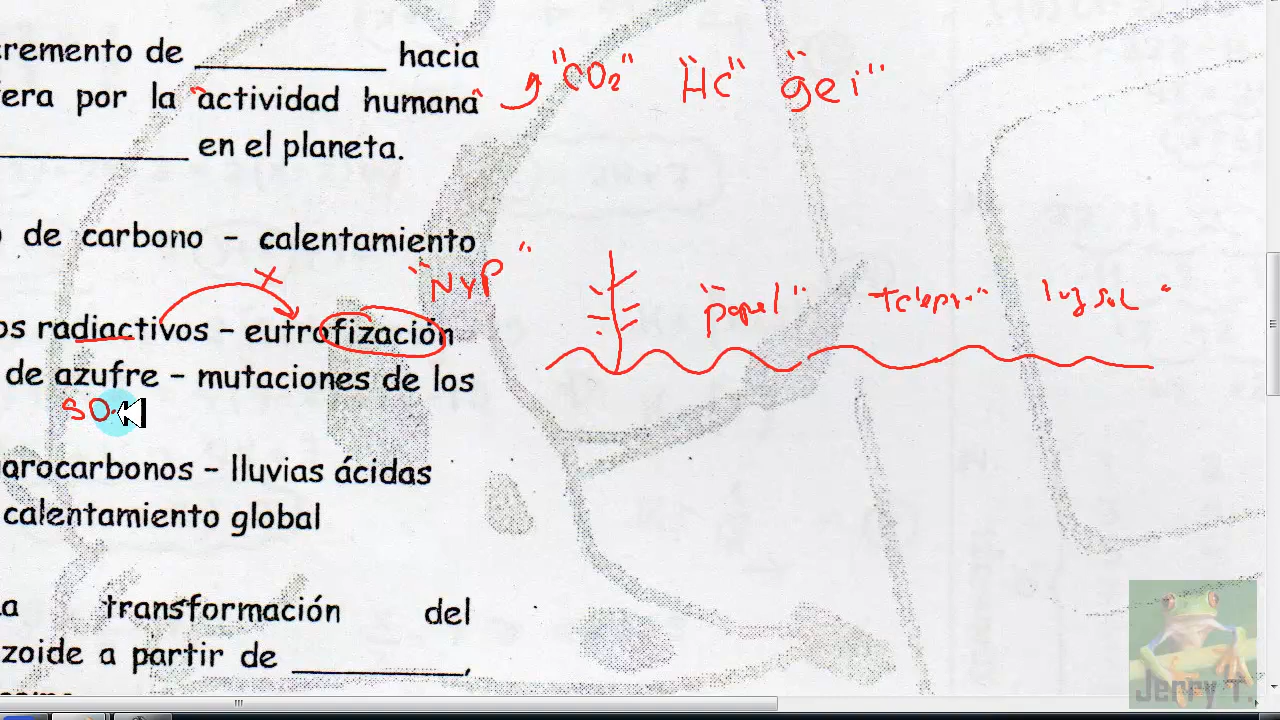 cremento de __________ hacia "CO₂" "HC" "gei"
fera por la "actividad humana"
__________ en el planeta.
o de carbono – calentamiento
"NyP"
os radiactivos – eutrofización "papel" luz sol "
de azufre – mutaciones de los
SO
arocarbonos – lluvias ácidas
calentamiento global
a transformación del
zoide a partir de __________,
Jerry T.